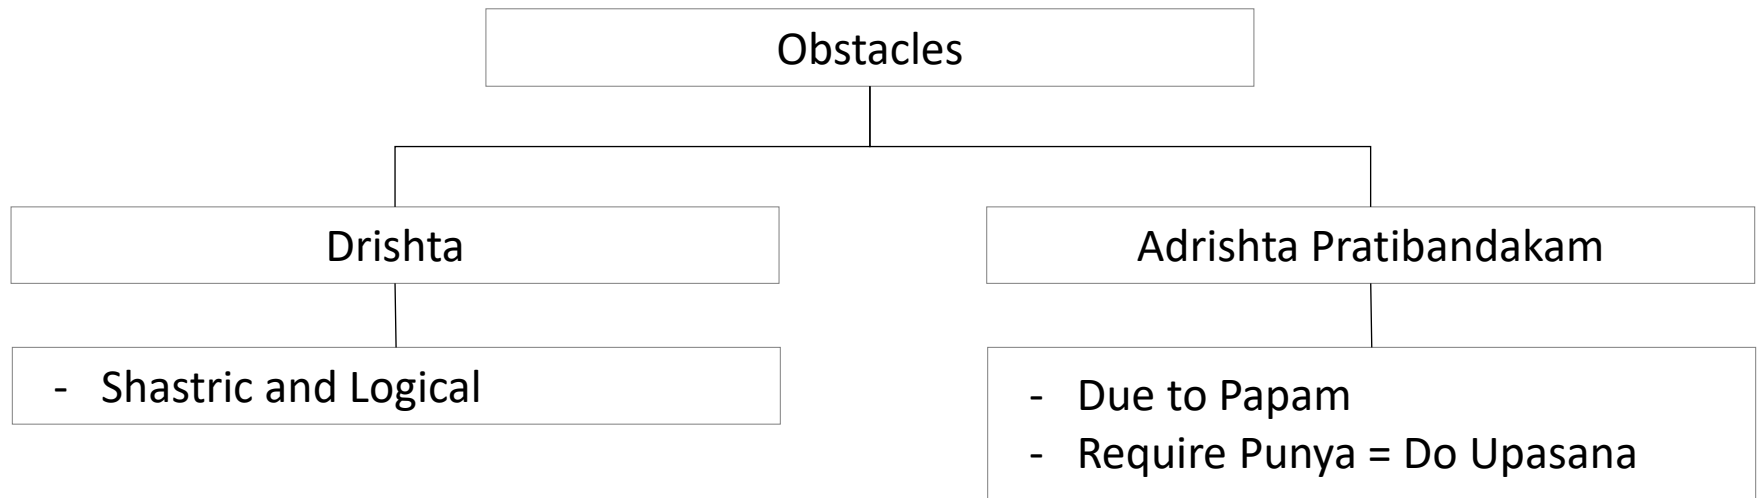 Obstacles
Drishta
Adrishta Pratibandakam
- Shastric and Logical
- Due to Papam
- Require Punya = Do Upasana